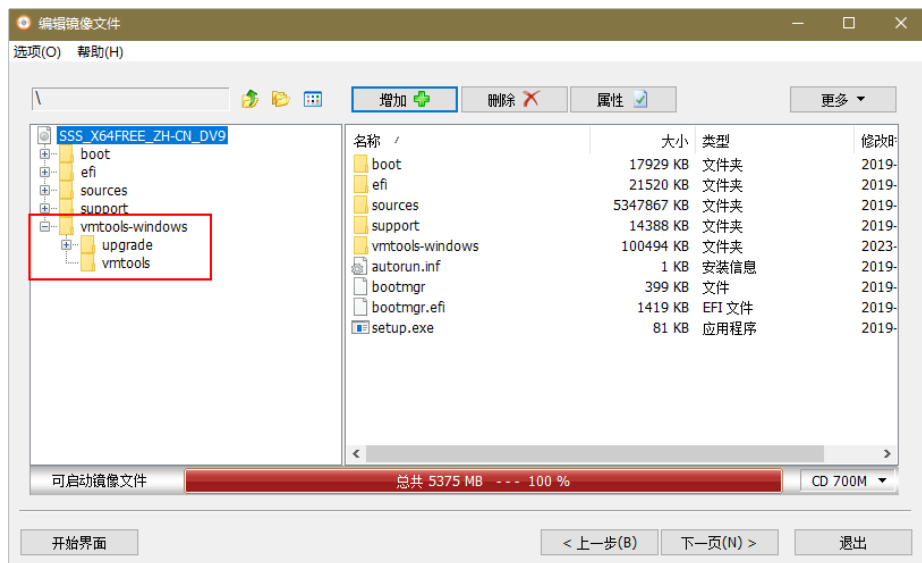 编辑镜像文件
选项(O) 帮助(H)
\
增加 删除 属性 更多
SSS_X64FREE_ZH-CN_DV9
boot
efi
sources
support
vmtools-windows
upgrade
vmtools
名称 大小 类型 修改时
boot 17929 KB 文件夹 2019-
efi 21520 KB 文件夹 2019-
sources 5347867 KB 文件夹 2019-
support 14388 KB 文件夹 2019-
vmtools-windows 100494 KB 文件夹 2023-
autorun.inf 1 KB 安装信息 2019-
bootmgr 399 KB 文件 2019-
bootmgr.efi 1419 KB EFI 文件 2019-
setup.exe 81 KB 应用程序 2019-
可启动镜像文件 总共 5375 MB --- 100 % CD 700M
开始界面 < 上一步(B) 下一页(N) > 退出